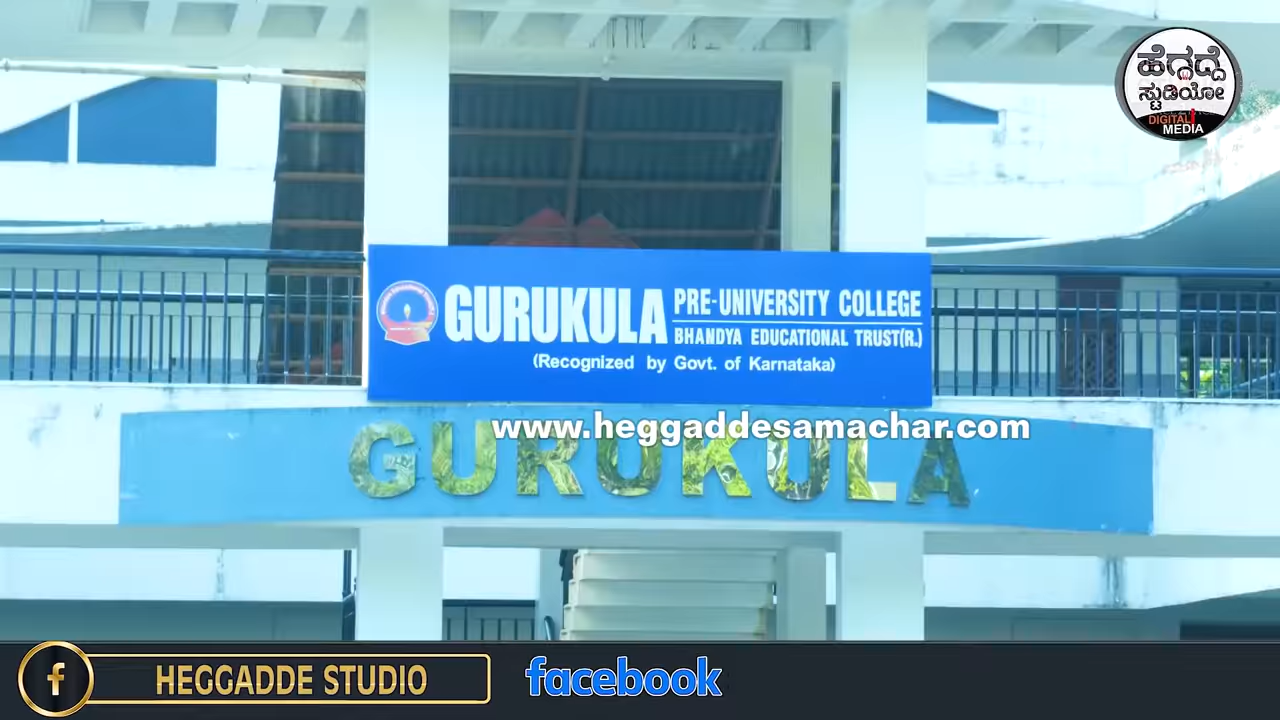 ಹೆಗ್ಗದ್ದೆ
ಸ್ಟುಡಿಯೋ
DIGITAL
MEDIA
GURUKULA
PRE-UNIVERSITY COLLEGE
BHANDYA EDUCATIONAL TRUST(R.)
(Recognized by Govt. of Karnataka)
www.heggaddesamachar.com
GURUKULA
f HEGGADDE STUDIO
facebook